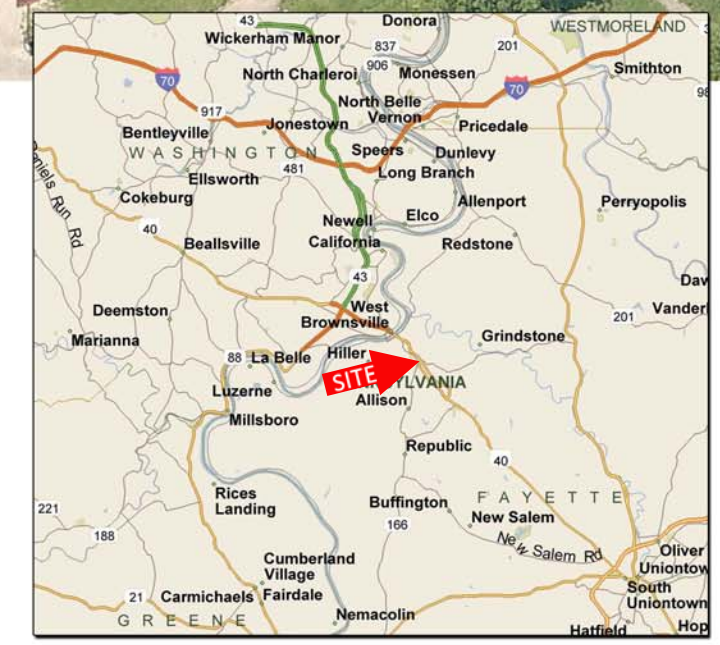 43
Donora
WESTMORELAND
Wickerham Manor
837
201
906
North Charleroi
Monessen
Smithton
70
70
98
917
North Belle
Vernon
Bentleyville
Jonestown
Pricedale
WASHINGTON
Speers
Dunlevy
481
Long Branch
Daniels Run Rd
Ellsworth
Cokeburg
Allenport
Perryopolis
40
Newell
Elco
Beallsville
California
Redstone
43
Deemston
West
Brownsville
201
Vander
Marianna
Grindstone
88
La Belle
Hiller
SITE
SYLVANIA
Luzerne
Allison
Millsboro
Republic
40
Rices
Landing
Buffington
FAYETTE
221
166
New Salem
188
New Salem Rd
Oliver
Cumberland
Village
Uniontow
South
Uniontown
21
Carmichaels
Fairdale
GREENE
Nemacolin
Hatfield
Hop